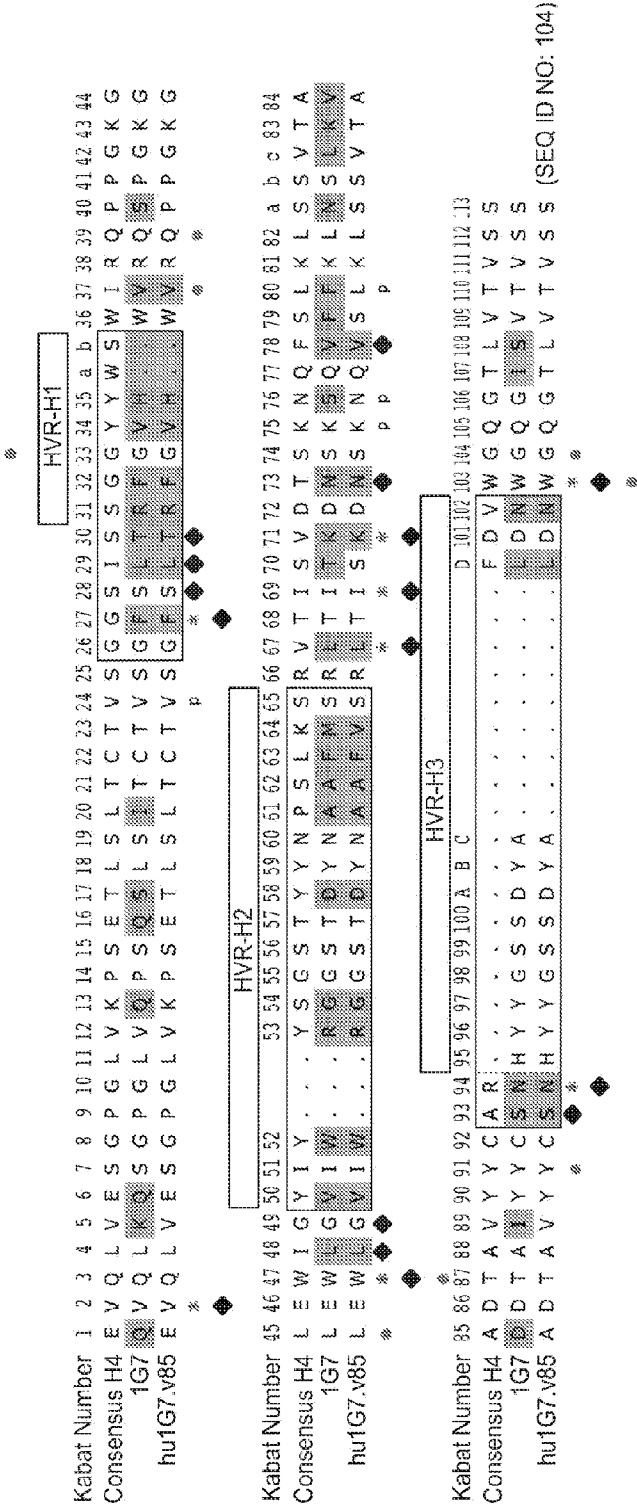 HVR-H1
Kabat Number 1 2 3 4 5 6 7 8 9 10 11 12 13 14 15 16 17 18 19 20 21 22 23 24 25 26 27 28 29 30 31 32 33 34 35 a b 36 37 38 39 40 41 42 43 44
Consensus H4 E V Q L V E S G P G L V K P S E T L S L T C T V S G G S I S S G G Y Y W S W I R Q P P G K G
1G7 Q V Q L K Q S G P G L V Q P S Q S L S I T C T V S G F S L T R F G V H . . W V R Q S P G K G
hu1G7.v85 E V Q L V E S G P G L V K P S E T L S L T C T V S G F S L T R F G V H . . W V R Q P P G K G
p
HVR-H2
Kabat Number 45 46 47 48 49 50 51 52 53 54 55 56 57 58 59 60 61 62 63 64 65 66 67 68 69 70 71 72 73 74 75 76 77 78 79 80 81 82 a b c 83 84
Consensus H4 L E W I G Y I Y . . . Y S G S T Y Y N P S L K S R V T I S V D T S K N Q F S L K L S S V T A
1G7 L E W L G V I W . . . R G G S T D Y N A A F M S R L T I T K D N S K S Q V F F K L N S L K V
hu1G7.v85 L E W L G V I W . . . R G G S T D Y N A A F V S R L T I S K D N S K N Q V S L K L S S V T A
p p p
HVR-H3
Kabat Number 85 86 87 88 89 90 91 92 93 94 95 96 97 98 99 100 A B C D 101 102 103 104 105 106 107 108 109 110 111 112 113
Consensus H4 A D T A V Y Y C A R . . . . . . . . . . . . . . . . . . F D V W G Q G T L V T V S S
1G7 D D T A I Y Y C S N H Y Y G S S D Y A . . . . . . . . . L D N W G Q G I S V T V S S
hu1G7.v85 A D T A V Y Y C S N H Y Y G S S D Y A . . . . . . . . . L D N W G Q G T L V T V S S (SEQ ID NO: 104)